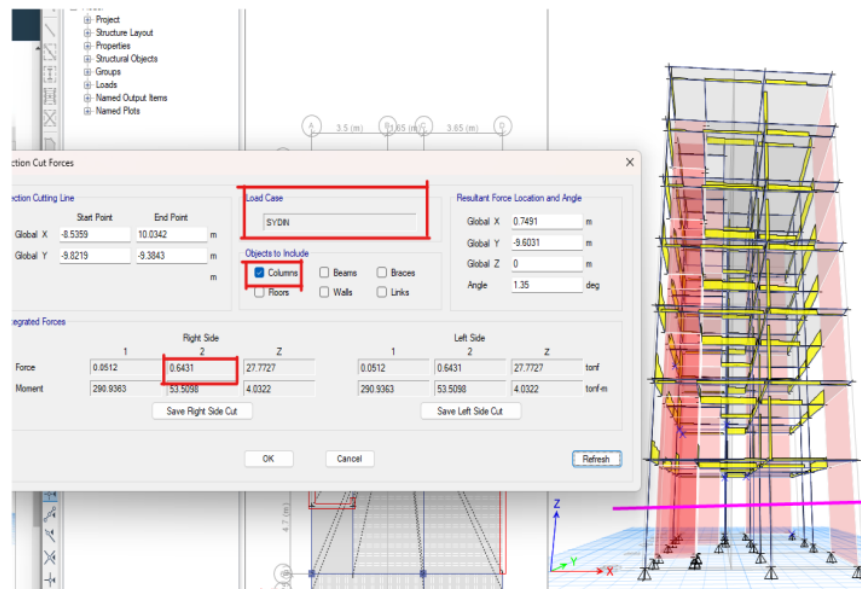 Project
Structure Layout
Properties
Structural Objects
Groups
Loads
Named Output Items
Named Plots
A 3.5 (m) B 1.65 (m) C 3.65 (m) D
ction Cut Forces
ection Cutting Line
Start Point End Point
Global X -8.5359 10.0342 m
Global Y -9.8219 -9.3843 m
m
Load Case
SYDIN
Objects to Include
Columns Beams Braces
Floors Walls Links
Resultant Force Location and Angle
Global X 0.7491 m
Global Y -9.6031 m
Global Z 0 m
Angle 1.35 deg
tegrated Forces
Right Side Left Side
1 2 Z 1 2 Z
Force 0.0512 0.6431 27.7727 0.0512 0.6431 27.7727 tonf
Moment 290.9363 53.5098 4.0322 290.9363 53.5098 4.0322 tonf-m
Save Right Side Cut Save Left Side Cut
OK Cancel Refresh
4.7 (m)
Z
Y
X